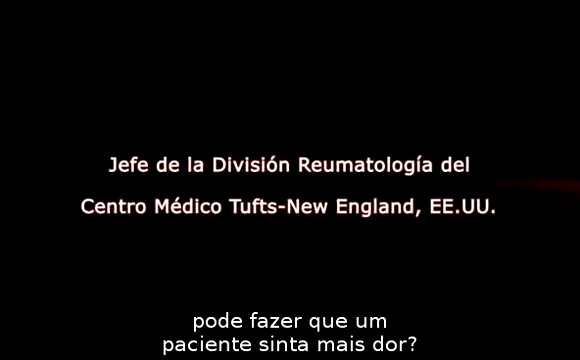 Jefe de la División Reumatología del
Centro Médico Tufts-New England, EE.UU.
pode fazer que um
paciente sinta mais dor?